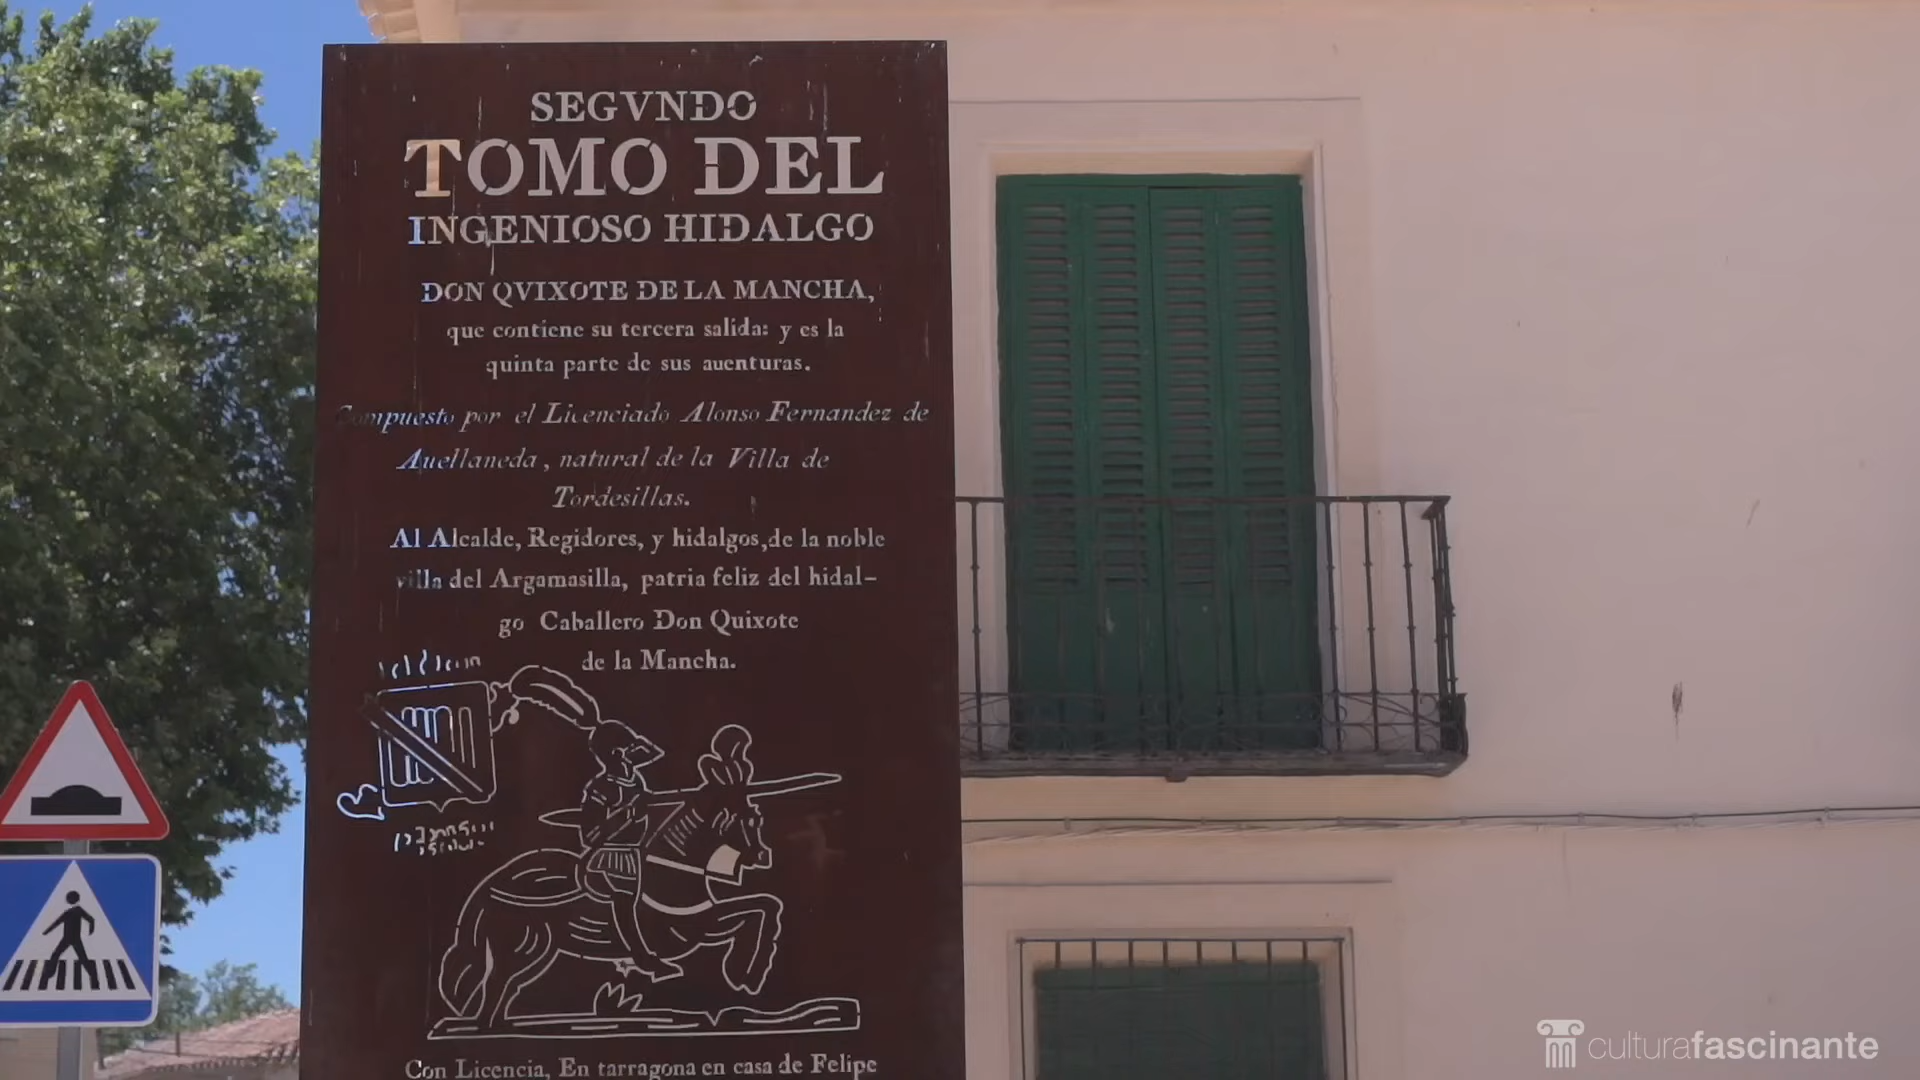 SEGVNDO
TOMO DEL
INGENIOSO HIDALGO
DON QVIXOTE DE LA MANCHA,
que contiene su tercera salida: y es la
quinta parte de sus auenturas.
Compuesto por el Licenciado Alonso Fernandez de
Auellaneda, natural de la Villa de
Tordesillas.
Al Alcalde, Regidores, y hidalgos,de la noble
villa del Argamasilla, patria feliz del hidal-
go Caballero Don Quixote
de la Mancha.
Con Licencia, En tarragona en casa de Felipe
culturafascinante